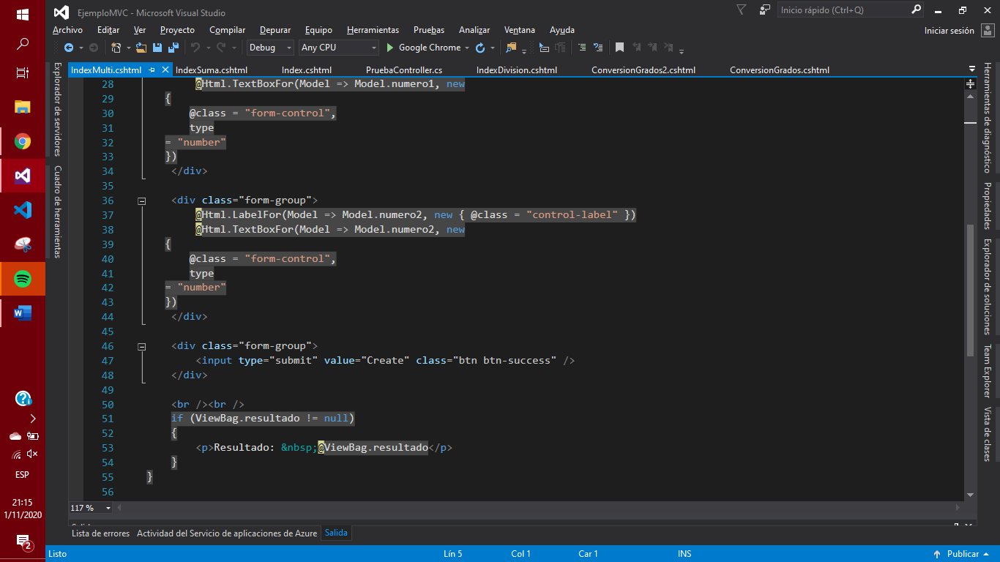 EjemploMVC - Microsoft Visual Studio
Inicio rápido (Ctrl+Q)
Archivo Editar Ver Proyecto Compilar Depurar Equipo Herramientas Pruebas Analizar Ventana Ayuda
Iniciar sesión
Debug Any CPU Google Chrome
IndexMulti.cshtml IndexSuma.cshtml Index.cshtml PruebaController.cs IndexDivision.cshtml ConversionGrados2.cshtml ConversionGrados.cshtml
Explorador de servidores
Cuadro de herramientas
28 @Html.TextBoxFor(Model => Model.numero1, new
29 {
30 @class = "form-control",
31 type
32 = "number"
33 })
34 </div>
35
36 <div class="form-group">
37 @Html.LabelFor(Model => Model.numero2, new { @class = "control-label" })
38 @Html.TextBoxFor(Model => Model.numero2, new
39 {
40 @class = "form-control",
41 type
42 = "number"
43 })
44 </div>
45
46 <div class="form-group">
47 <input type="submit" value="Create" class="btn btn-success" />
48 </div>
49
50 <br /><br />
51 if (ViewBag.resultado != null)
52 {
53 <p>Resultado: &nbsp;@ViewBag.resultado</p>
54 }
55 }
56
Herramientas de diagnóstico
Propiedades
Explorador de soluciones
Team Explorer
Vista de clases
117 %
Lista de errores Actividad del Servicio de aplicaciones de Azure Salida
Listo Lín 5 Col 1 Car 1 INS Publicar
ESP
21:15
1/11/2020
2